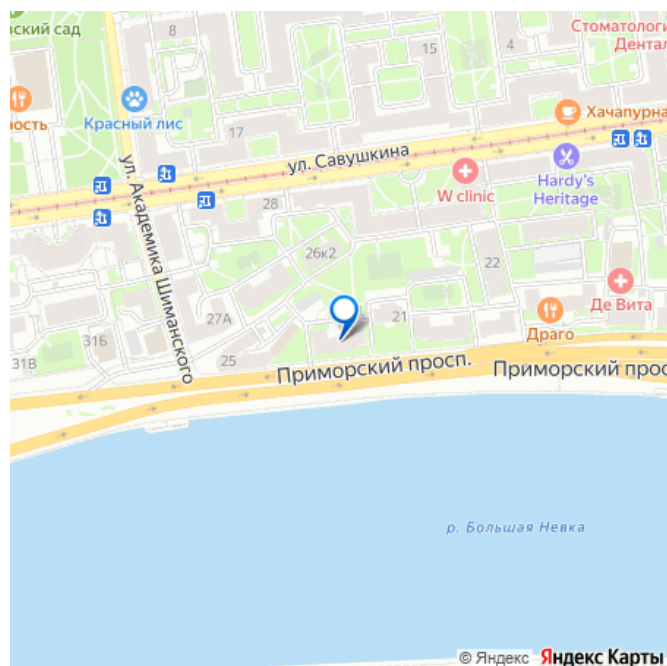 вский сад
8
15
4
Стоматологи
Дентал
ность
Красный лис
17
Хачапурна
ул. Савушкина
W clinic
Hardy's
Heritage
ул. Академика Шиманского
28
26к2
22
Де Вита
27А
21
Драго
31Б
31В
25
Приморский просп.
Приморский прос
р. Большая Невка
© Яндекс Яндекс Карты